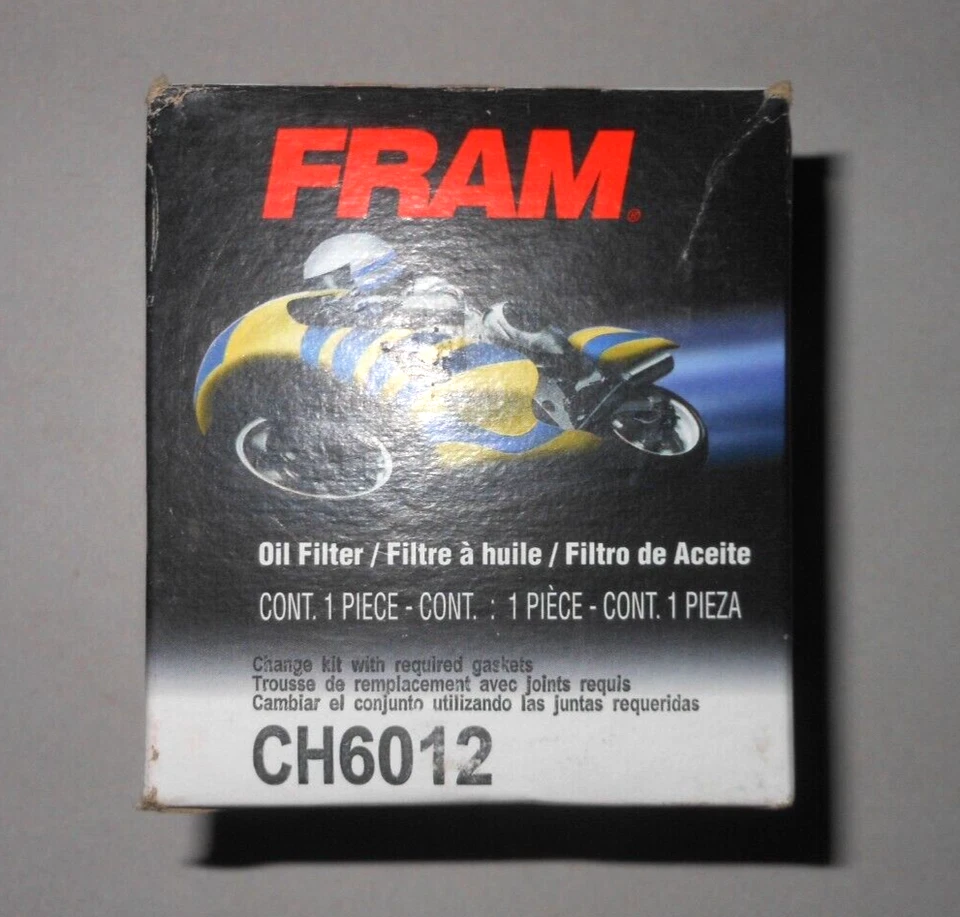 FRAM®
Oil Filter / Filtre à huile / Filtro de Aceite
CONT. 1 PIECE - CONT. : 1 PIÈCE - CONT. 1 PIEZA
Change kit with required gaskets
Trousse de remplacement avec joints requis
Cambiar el conjunto utilizando las juntas requeridas
CH6012